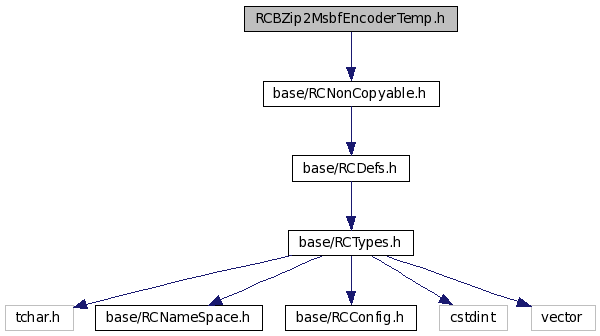 RCBZip2MsbfEncoderTemp.h
base/RCNonCopyable.h
base/RCDefs.h
base/RCTypes.h
tchar.h
base/RCNameSpace.h
base/RCConfig.h
cstdint
vector